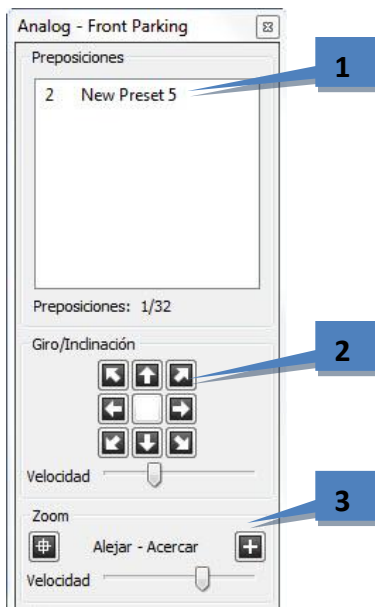 Analog - Front Parking
Preposiciones
1
2 New Preset 5
Preposiciones: 1/32
Giro/Inclinación
2
Velocidad
3
Zoom
Alejar - Acercar
Velocidad